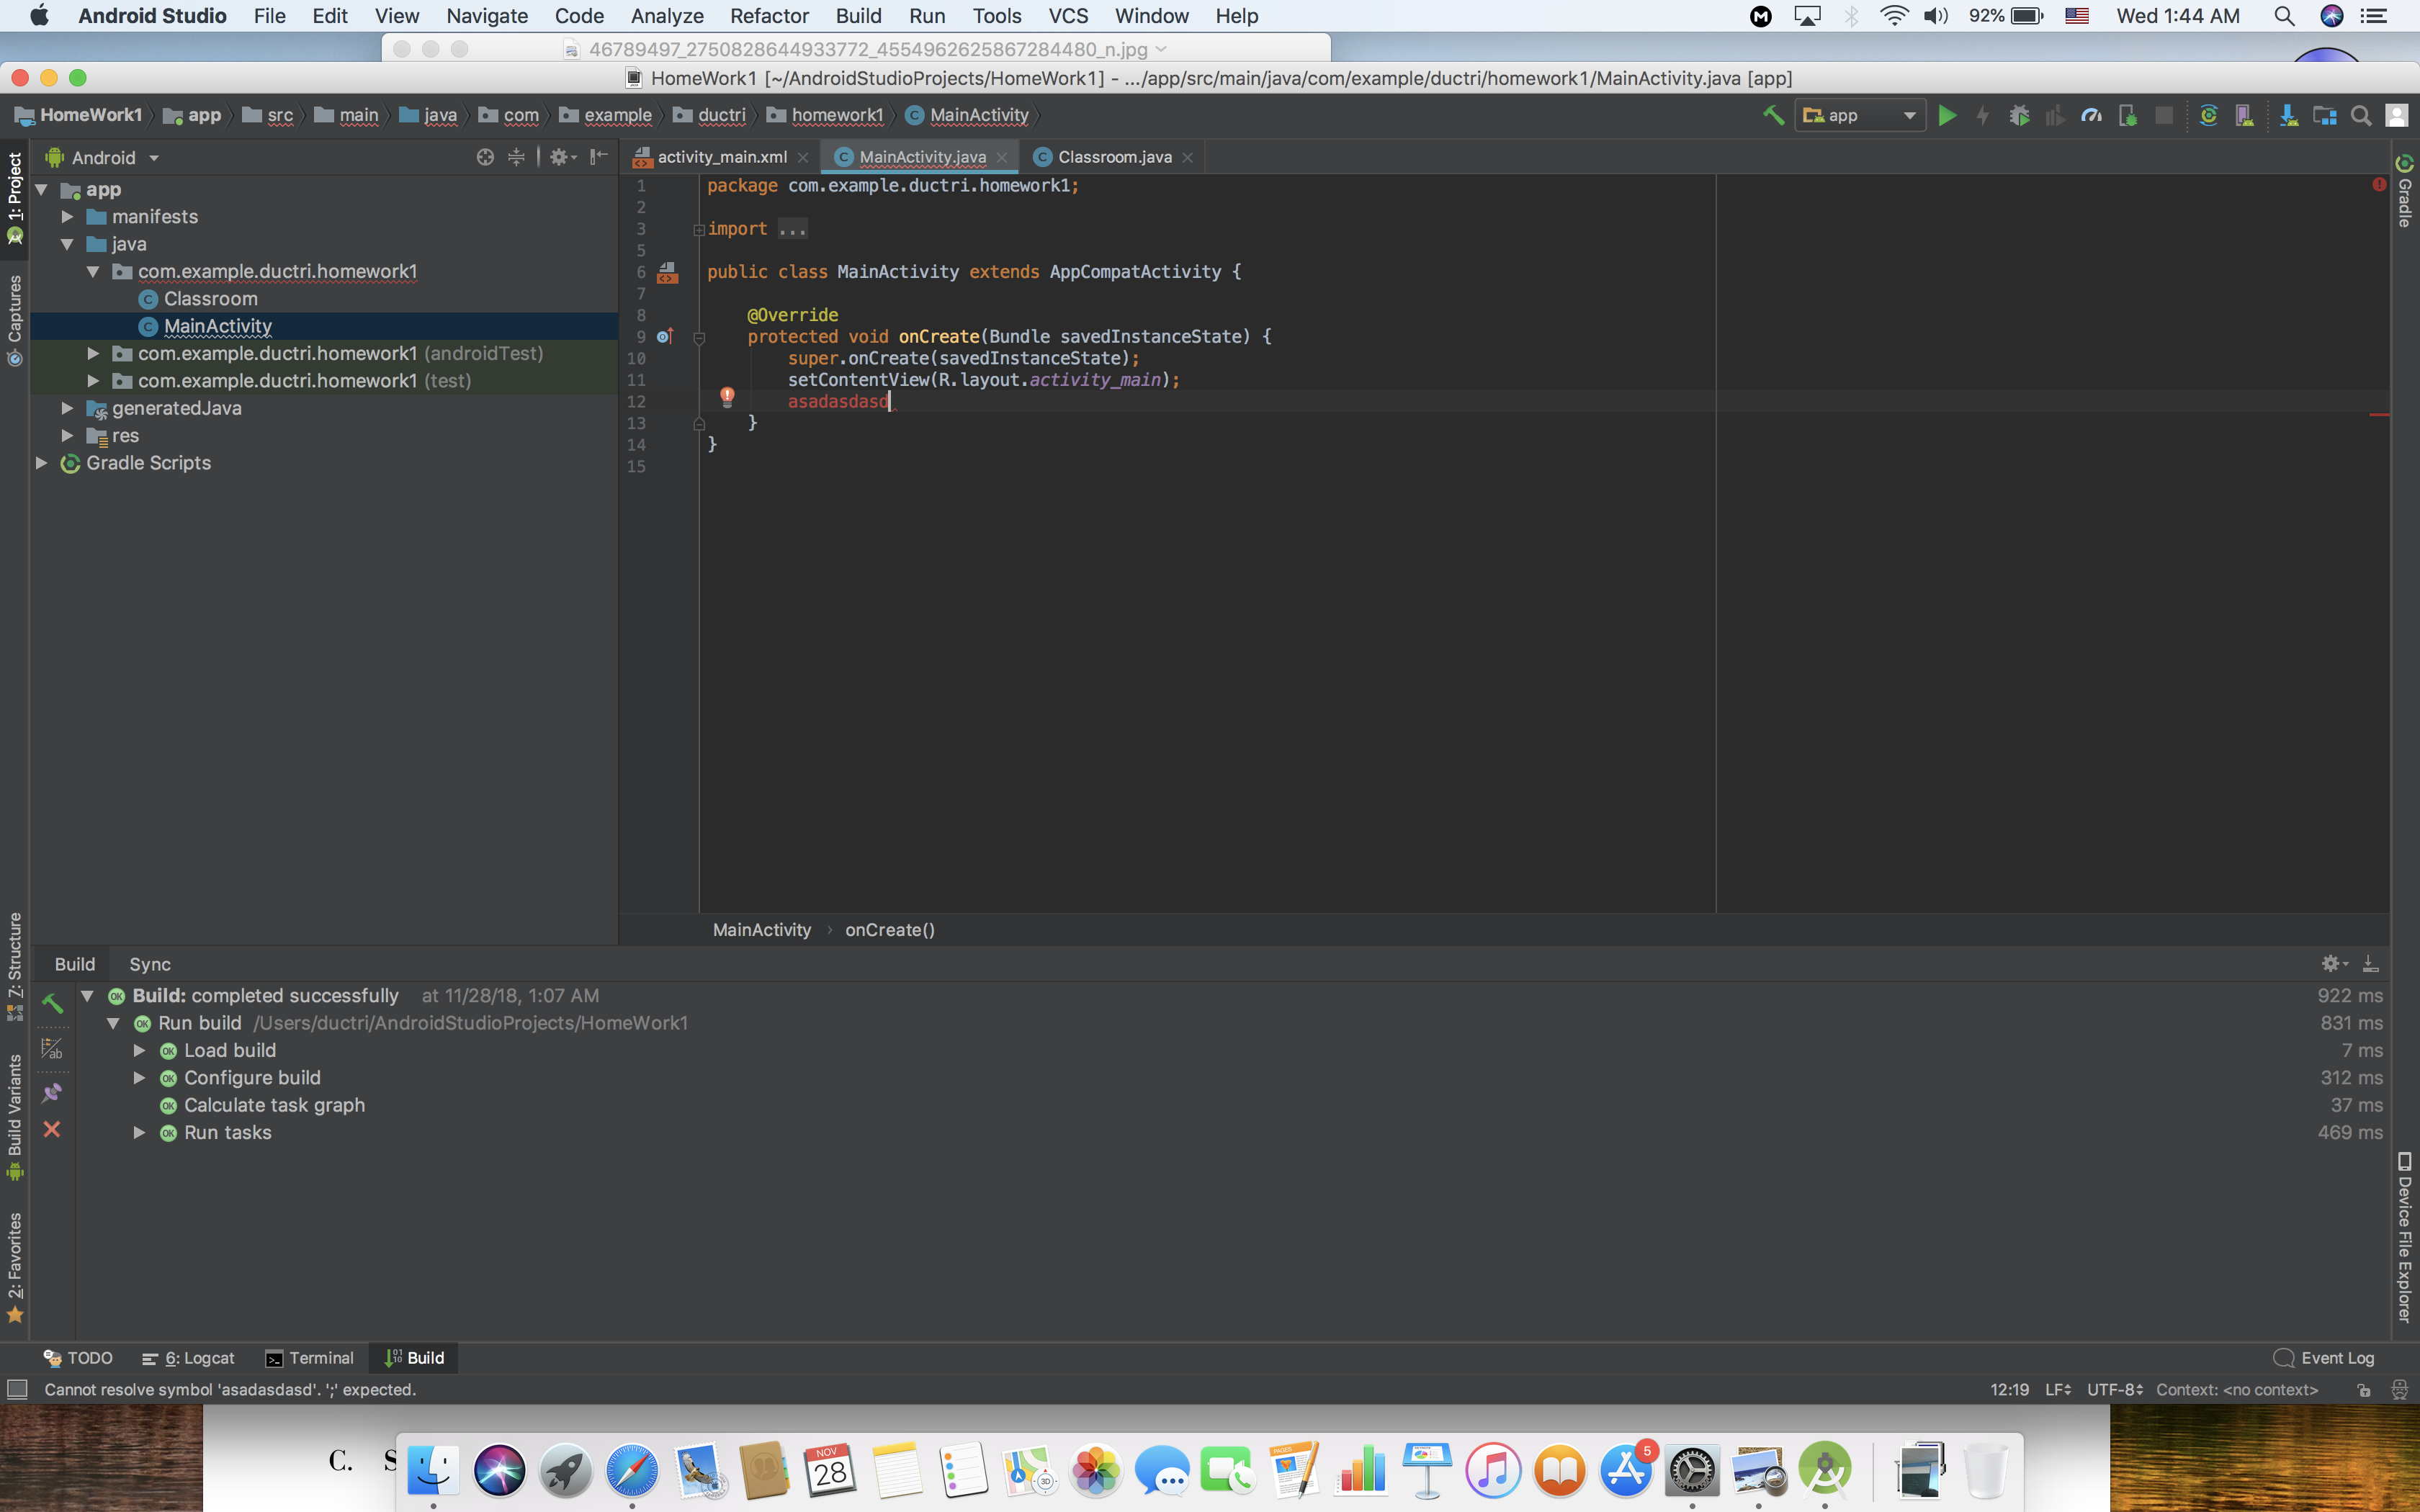 Android Studio File Edit View Navigate Code Analyze Refactor Build Run Tools VCS Window Help 92% Wed 1:44 AM
46789497_2750828644933772_4554962625867284480_n.jpg
HomeWork1 [~/AndroidStudioProjects/HomeWork1] - .../app/src/main/java/com/example/ductri/homework1/MainActivity.java [app]
HomeWork1 app src main java com example ductri homework1 MainActivity app
Android
activity_main.xml MainActivity.java Classroom.java
1: Project
Captures
7: Structure
Build Variants
2: Favorites
app
manifests
java
com.example.ductri.homework1
Classroom
MainActivity
com.example.ductri.homework1 (androidTest)
com.example.ductri.homework1 (test)
generatedJava
res
Gradle Scripts
1 package com.example.ductri.homework1;
2
3 import ...
5
6 public class MainActivity extends AppCompatActivity {
7
8 @Override
9 protected void onCreate(Bundle savedInstanceState) {
10 super.onCreate(savedInstanceState);
11 setContentView(R.layout.activity_main);
12 asadasdasd
13 }
14 }
15
Gradle
Device File Explorer
MainActivity › onCreate()
Build Sync
Build: completed successfully at 11/28/18, 1:07 AM 922 ms
Run build /Users/ductri/AndroidStudioProjects/HomeWork1 831 ms
Load build 7 ms
Configure build 312 ms
Calculate task graph 37 ms
Run tasks 469 ms
TODO 6: Logcat Terminal Build Event Log
Cannot resolve symbol 'asadasdasd'. ';' expected. 12:19 LF UTF-8 Context: <no context>
C. S
NOV
28
3D
PAGES
5